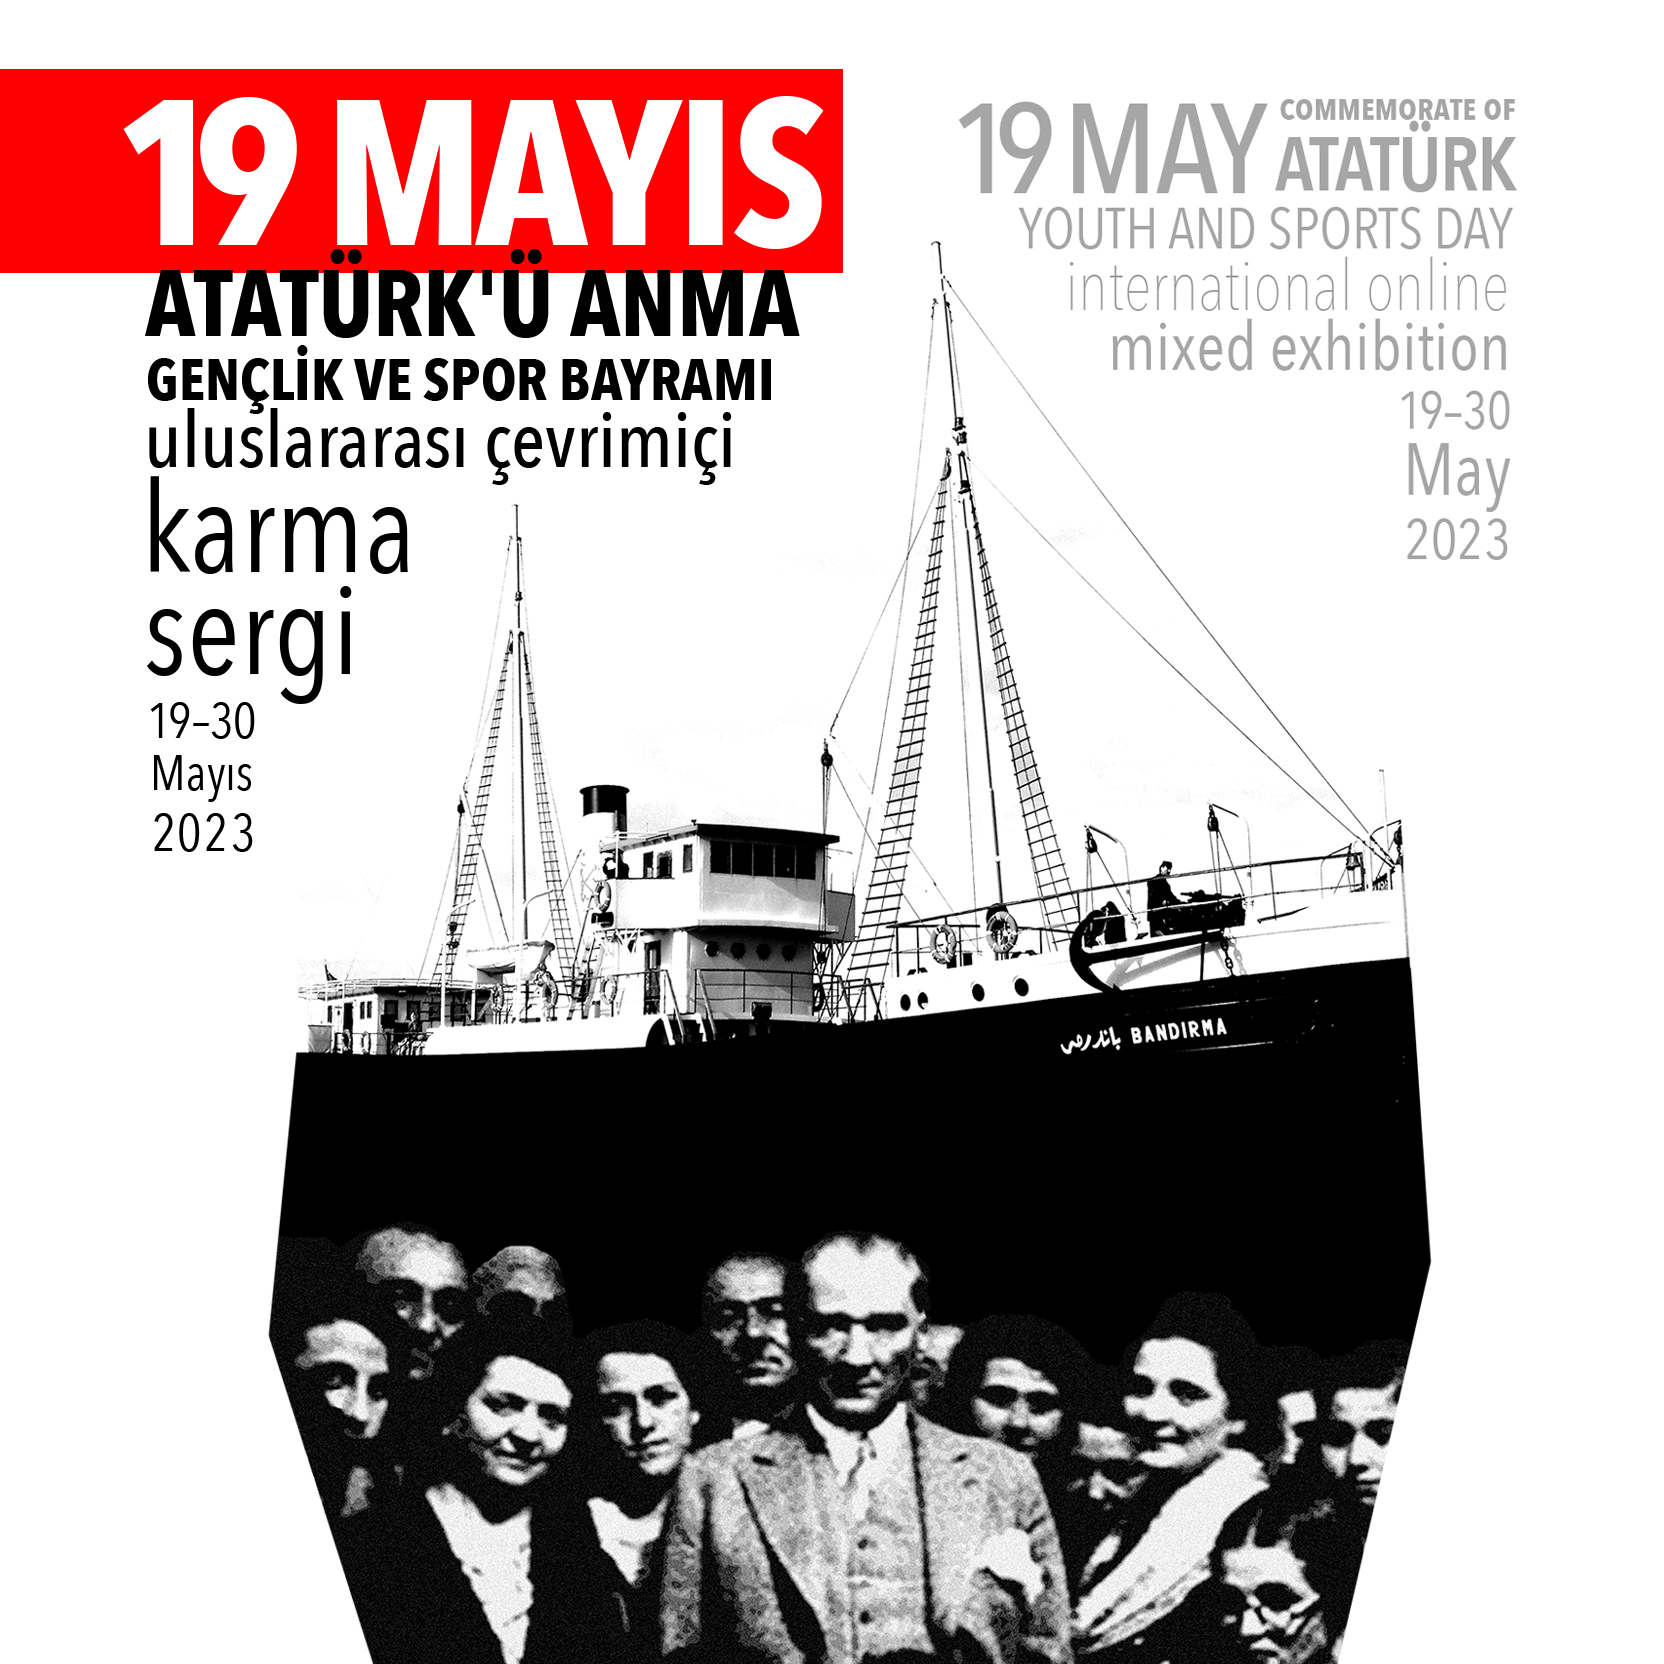 19 MAYIS
ATATÜRK'Ü ANMA
GENÇLİK VE SPOR BAYRAMI
uluslararası çevrimiçi
karma
sergi
19–30
Mayıs
2023
19 MAY COMMEMORATE OF
ATATÜRK
YOUTH AND SPORTS DAY
international online
mixed exhibition
19–30
May
2023
باندرمه BANDIRMA